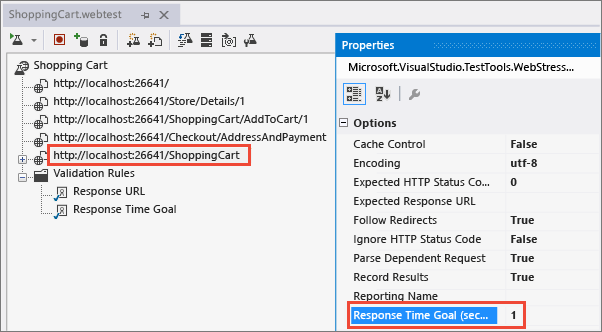 ShoppingCart.webtest
Shopping Cart
http://localhost:26641/
http://localhost:26641/Store/Details/1
http://localhost:26641/ShoppingCart/AddToCart/1
http://localhost:26641/Checkout/AddressAndPayment
http://localhost:26641/ShoppingCart
Validation Rules
Response URL
Response Time Goal
Properties
Microsoft.VisualStudio.TestTools.WebStress...
Options
Cache Control False
Encoding utf-8
Expected HTTP Status Co... 0
Expected Response URL
Follow Redirects True
Ignore HTTP Status Code False
Parse Dependent Request True
Record Results True
Reporting Name
Response Time Goal (sec... 1